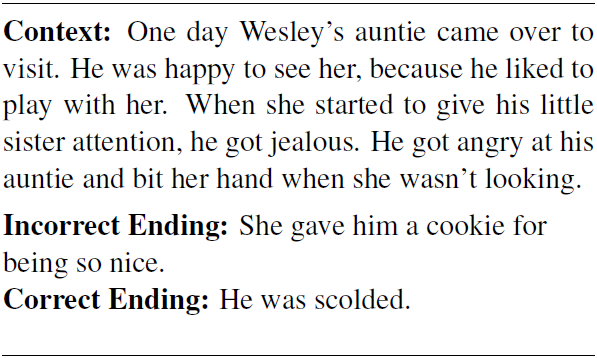 Context: One day Wesley’s auntie came over to
visit. He was happy to see her, because he liked to
play with her. When she started to give his little
sister attention, he got jealous. He got angry at his
auntie and bit her hand when she wasn’t looking.
Incorrect Ending: She gave him a cookie for
being so nice.
Correct Ending: He was scolded.